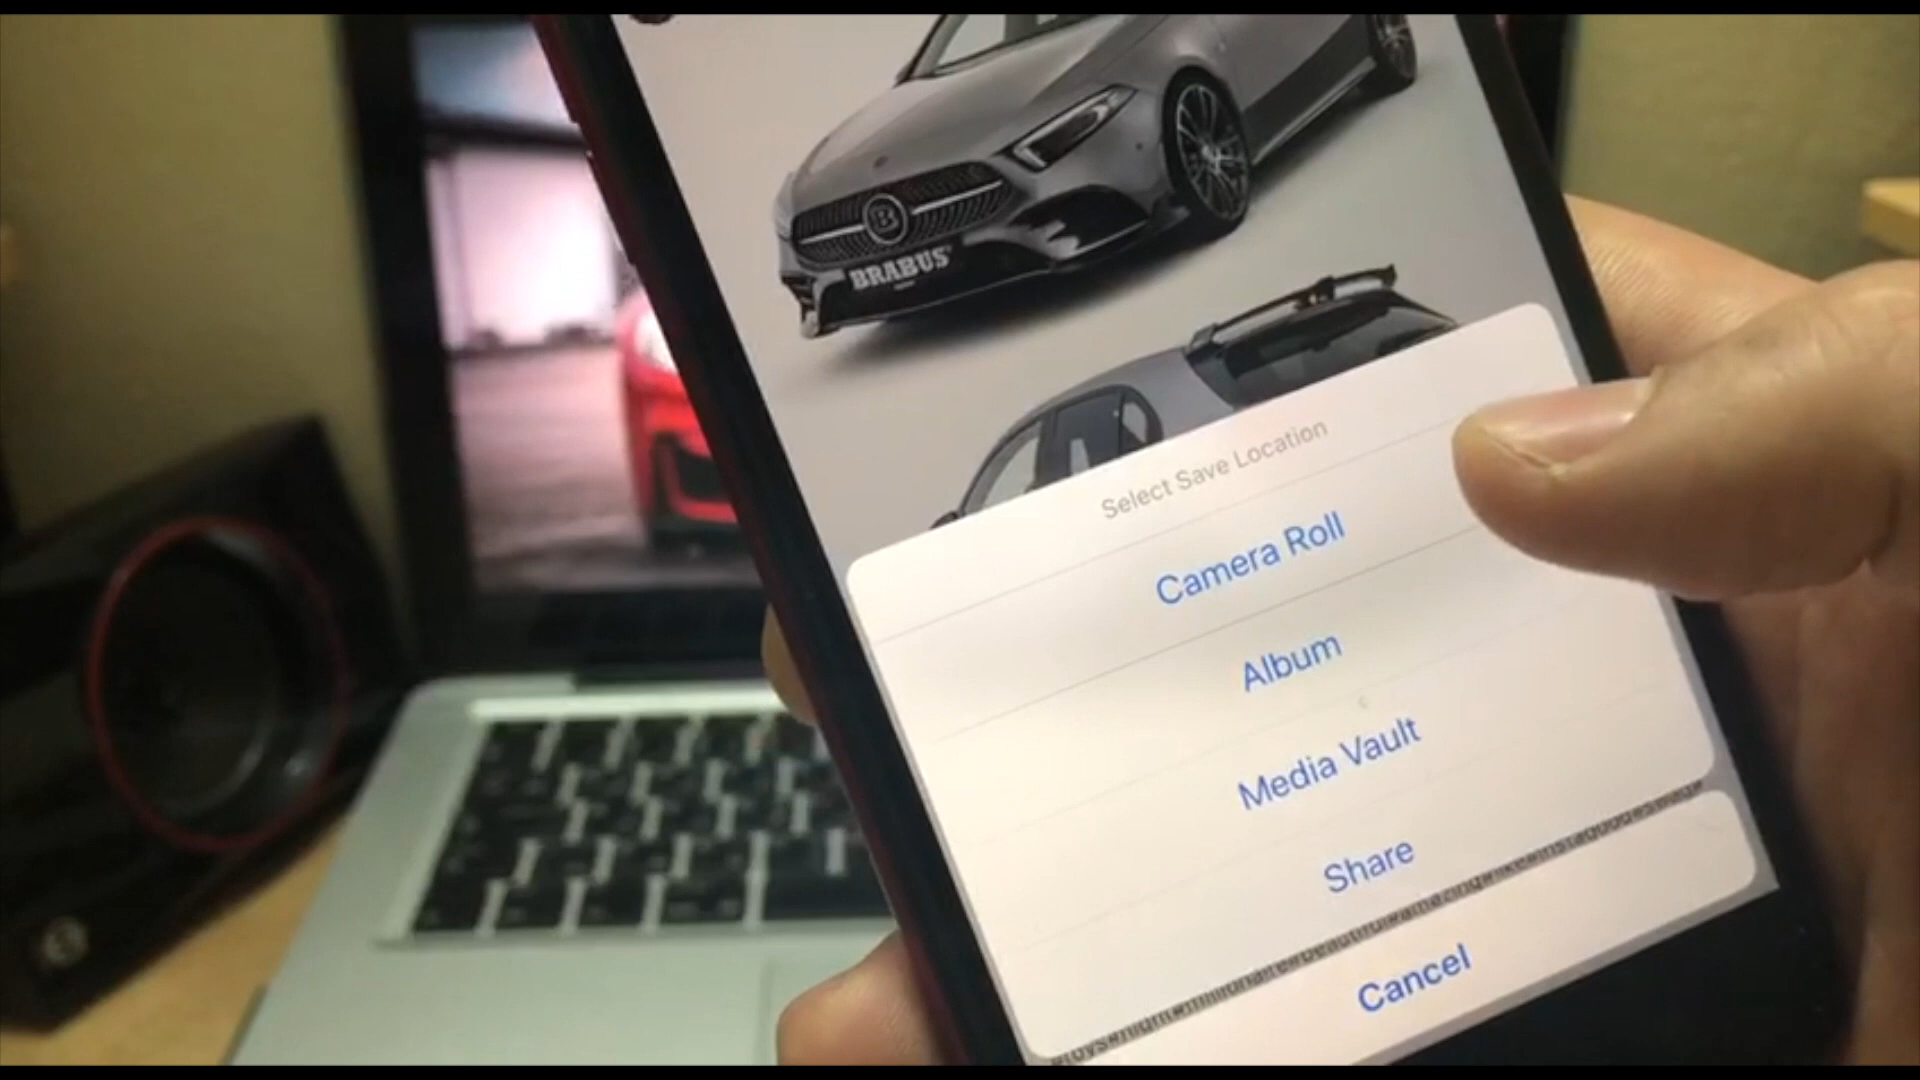 B
BRABUS
Select Save Location
Camera Roll
Album
Media Vault
Share
Cancel